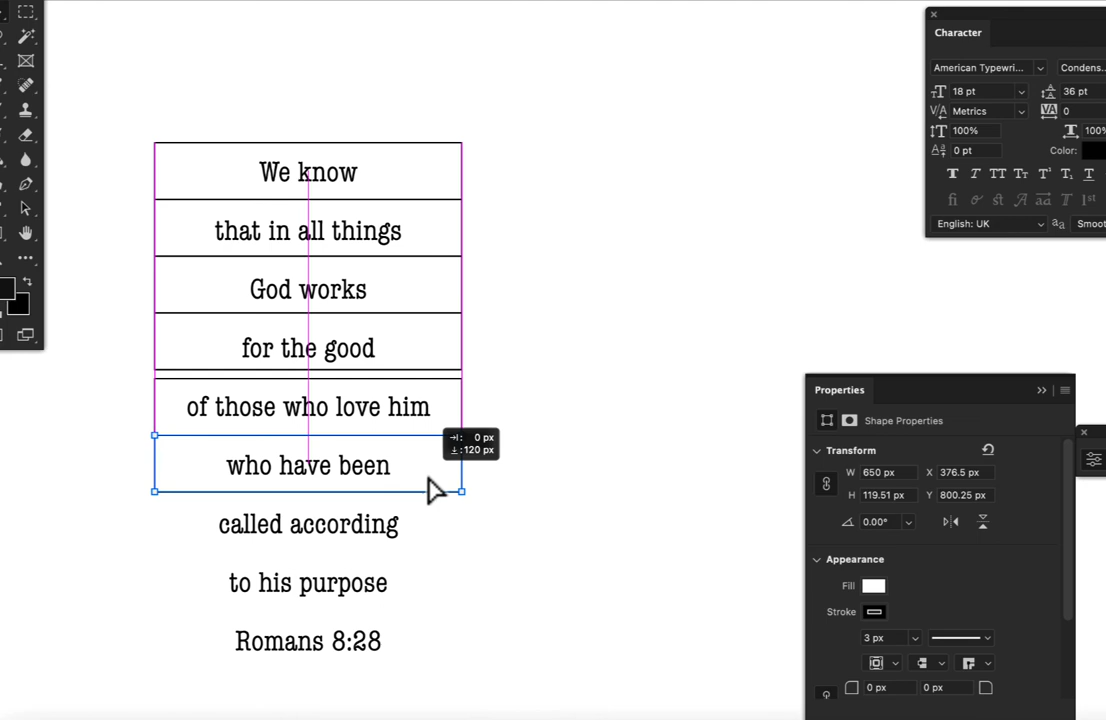 Character
American Typewri...
Condens...
18 pt
36 pt
Metrics
0
100%
100%
0 pt
Color:
English: UK
Smoot
We know
that in all things
God works
for the good
of those who love him
who have been
called according
to his purpose
Romans 8:28
0 px
120 px
Properties
Shape Properties
Transform
W 650 px X 376.5 px
H 119.51 px Y 800.25 px
0.00°
Appearance
Fill
Stroke
3 px
0 px 0 px